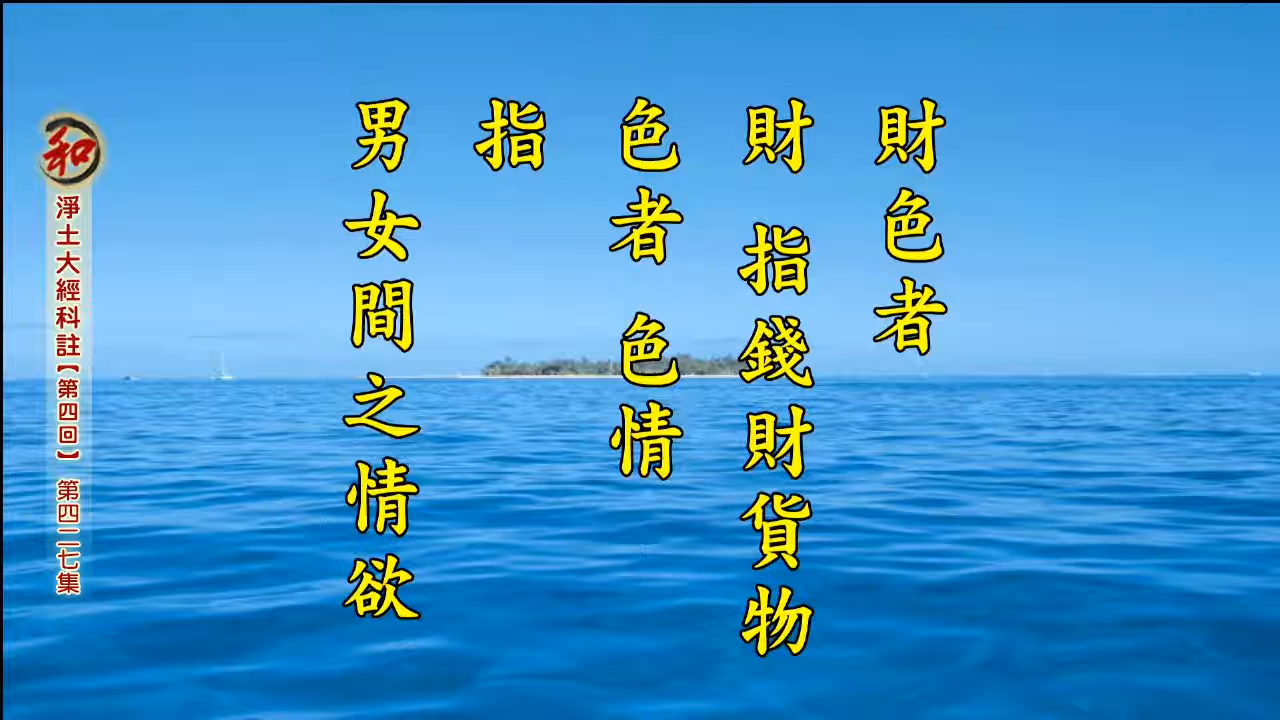 財色者
財 指錢財貨物
色者 色情
指
男女間之情欲
和
淨土大經科註【第四回】 第四二七集